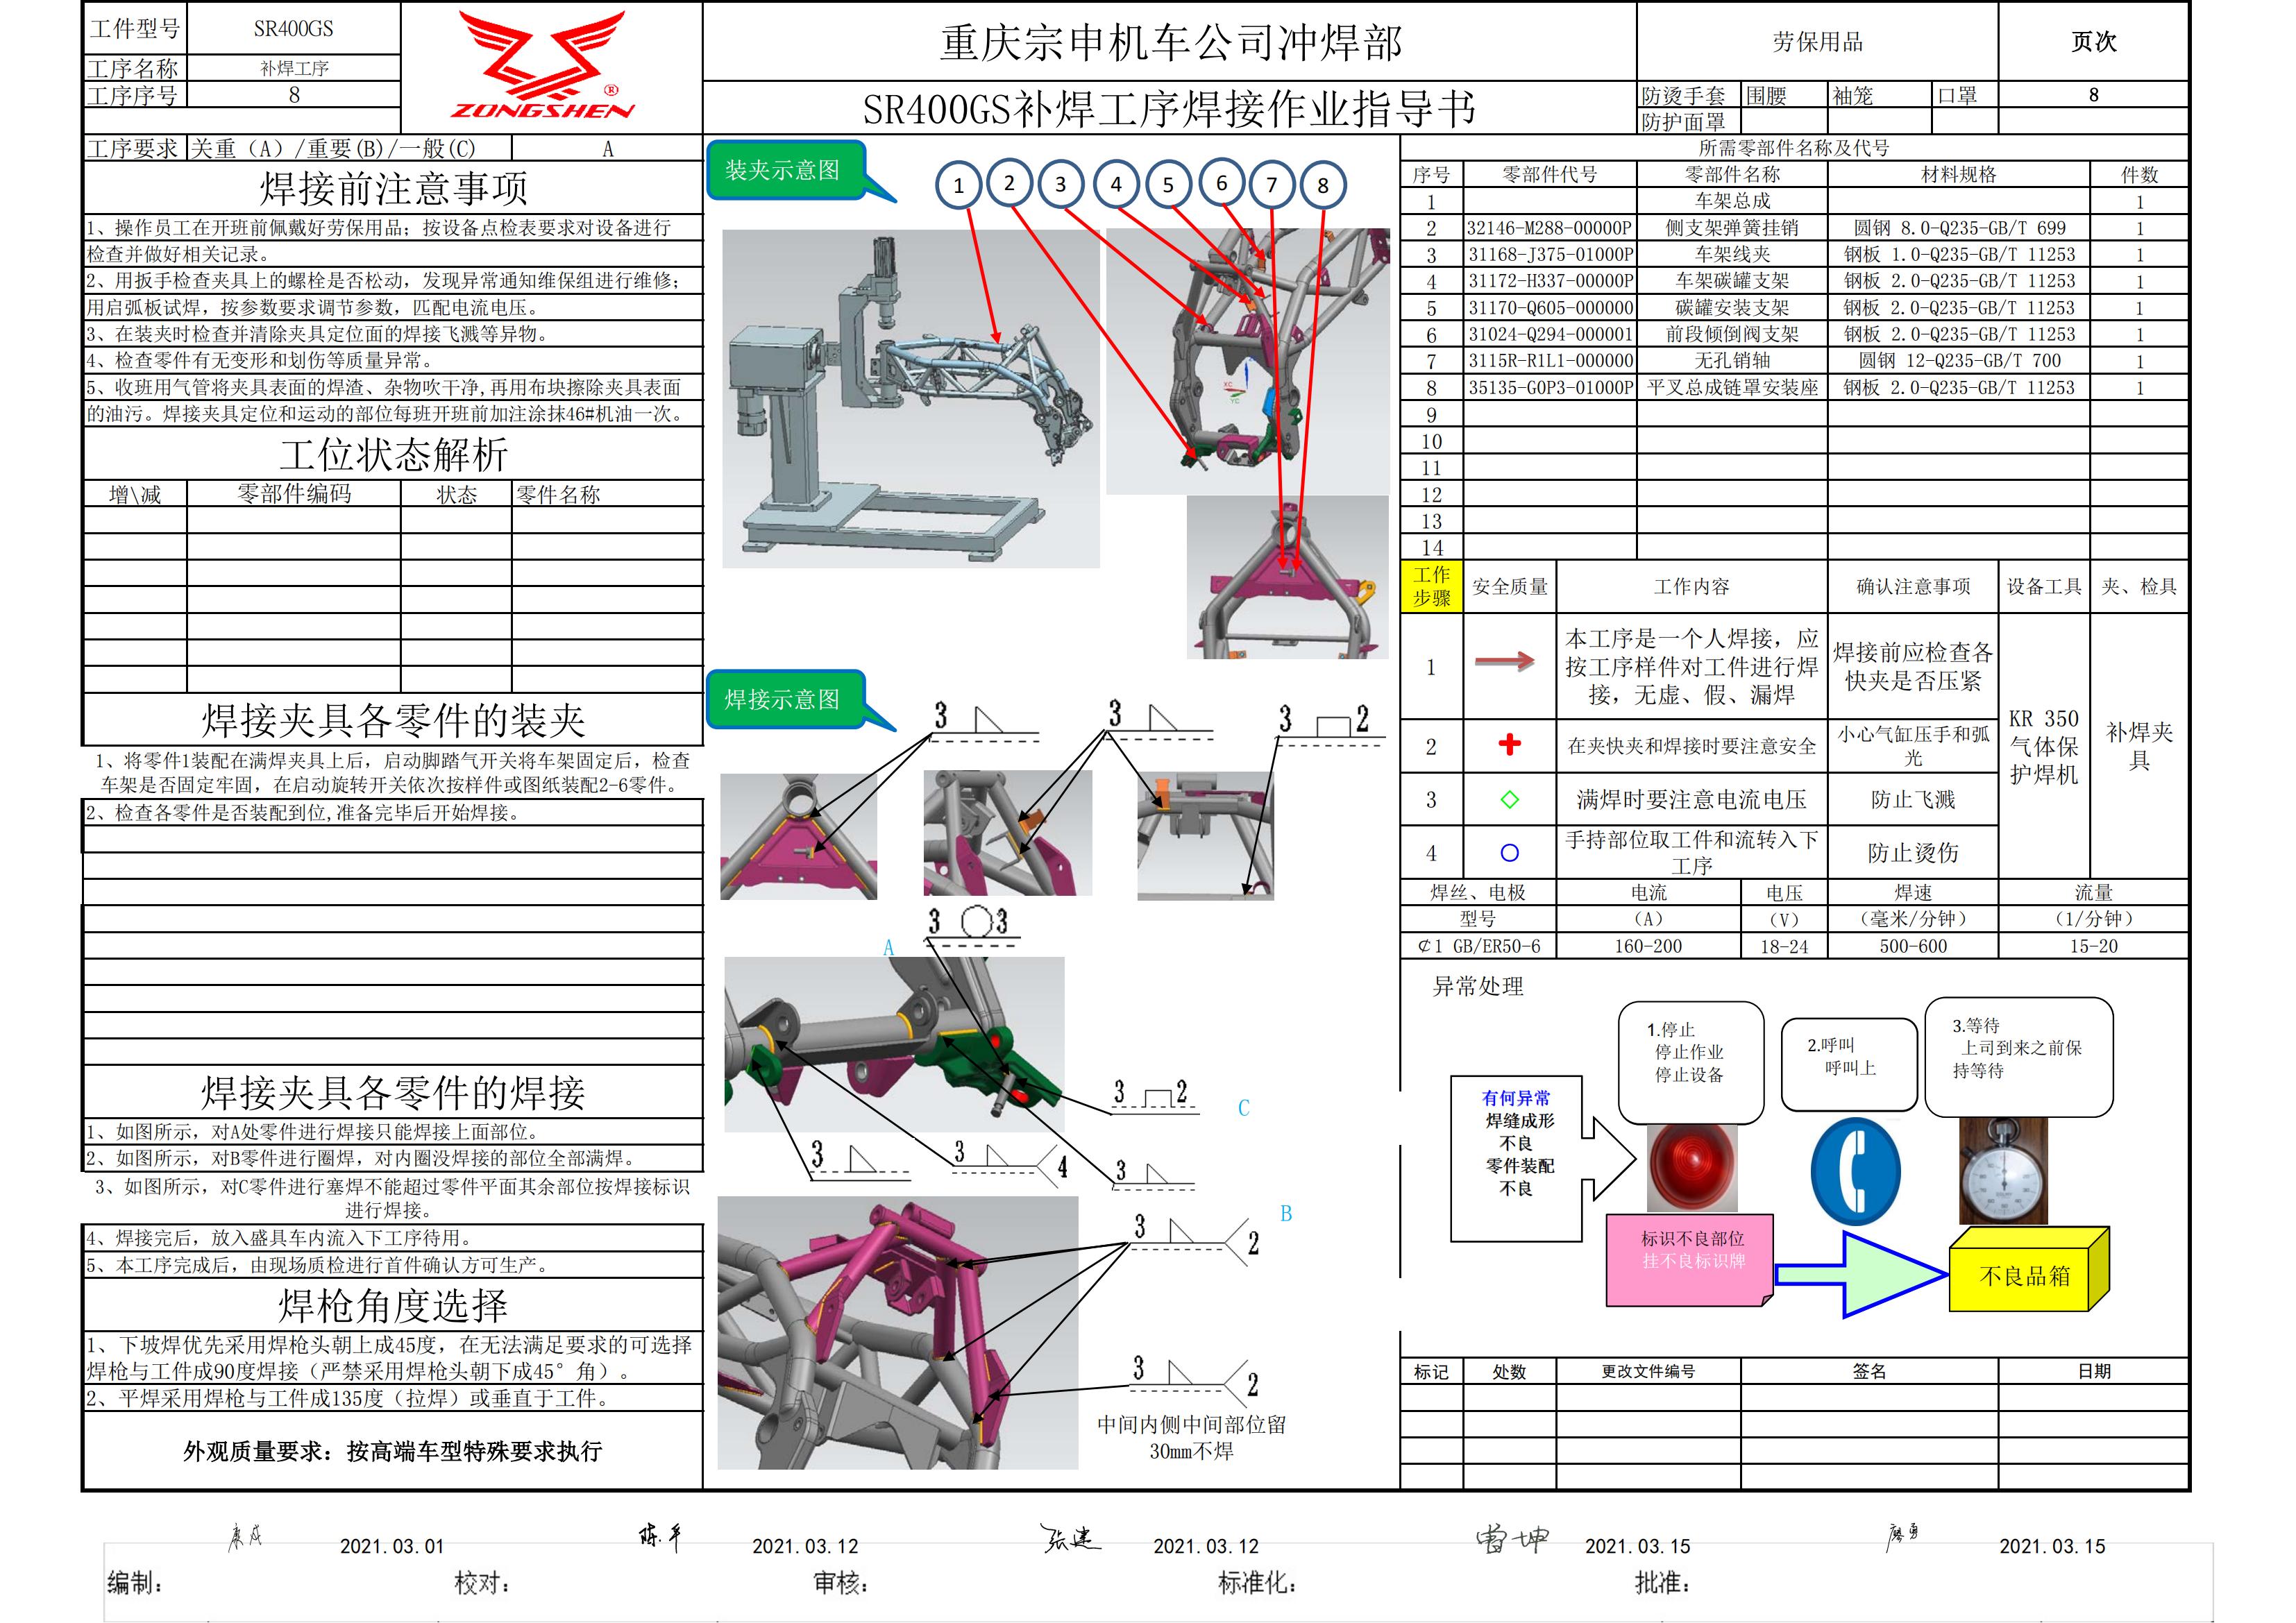 工件型号 SR400GS
工序名称 补焊工序
工序序号 8
ZONGSHEN ®
重庆宗申机车公司冲焊部
SR400GS补焊工序焊接作业指导书
劳保用品 页次
防烫手套 围腰 袖笼 口罩 8
防护面罩
工序要求 关重（A）/重要(B)/一般(C) A
焊接前注意事项
1、操作员工在开班前佩戴好劳保用品；按设备点检表要求对设备进行
检查并做好相关记录。
2、用扳手检查夹具上的螺栓是否松动，发现异常通知维保组进行维修；
用启弧板试焊，按参数要求调节参数，匹配电流电压。
3、在装夹时检查并清除夹具定位面的焊接飞溅等异物。
4、检查零件有无变形和划伤等质量异常。
5、收班用气管将夹具表面的焊渣、杂物吹干净,再用布块擦除夹具表面
的油污。焊接夹具定位和运动的部位每班开班前加注涂抹46#机油一次。
工位状态解析
增\减 零部件编码 状态 零件名称
焊接夹具各零件的装夹
1、将零件1装配在满焊夹具上后，启动脚踏气开关将车架固定后，检查
车架是否固定牢固，在启动旋转开关依次按样件或图纸装配2-6零件。
2、检查各零件是否装配到位,准备完毕后开始焊接。
焊接夹具各零件的焊接
1、如图所示，对A处零件进行焊接只能焊接上面部位。
2、如图所示，对B零件进行圈焊，对内圈没焊接的部位全部满焊。
3、如图所示，对C零件进行塞焊不能超过零件平面其余部位按焊接标识
进行焊接。
4、焊接完后，放入盛具车内流入下工序待用。
5、本工序完成后，由现场质检进行首件确认方可生产。
焊枪角度选择
1、下坡焊优先采用焊枪头朝上成45度，在无法满足要求的可选择
焊枪与工件成90度焊接（严禁采用焊枪头朝下成45°角）。
2、平焊采用焊枪与工件成135度（拉焊）或垂直于工件。
外观质量要求：按高端车型特殊要求执行
装夹示意图
1 2 3 4 5 6 7 8
XC
YC
焊接示意图
3 3 3 2
3 3
A
3 2
C
3 3 4 3
B
3 2
3 2
中间内侧中间部位留
30mm不焊
所需零部件名称及代号
序号 零部件代号 零部件名称 材料规格 件数
1 车架总成 1
2 32146-M288-00000P 侧支架弹簧挂销 圆钢 8.0-Q235-GB/T 699 1
3 31168-J375-01000P 车架线夹 钢板 1.0-Q235-GB/T 11253 1
4 31172-H337-00000P 车架碳罐支架 钢板 2.0-Q235-GB/T 11253 1
5 31170-Q605-000000 碳罐安装支架 钢板 2.0-Q235-GB/T 11253 1
6 31024-Q294-000001 前段倾倒阀支架 钢板 2.0-Q235-GB/T 11253 1
7 3115R-R1L1-000000 无孔销轴 圆钢 12-Q235-GB/T 700 1
8 35135-G0P3-01000P 平叉总成链罩安装座 钢板 2.0-Q235-GB/T 11253 1
9
10
11
12
13
14
工作步骤 安全质量 工作内容 确认注意事项 设备工具 夹、检具
1 本工序是一个人焊接，应按工序样件对工件进行焊接，无虚、假、漏焊 焊接前应检查各快夹是否压紧
2 在夹快夹和焊接时要注意安全 小心气缸压手和弧光
3 满焊时要注意电流电压 防止飞溅
4 手持部位取工件和流转入下工序 防止烫伤
KR 350气体保护焊机 补焊夹具
焊丝、电极 电流 电压 焊速 流量
型号 （A） （V） （毫米/分钟） （1/分钟）
¢1 GB/ER50-6 160-200 18-24 500-600 15-20
异常处理
有何异常
焊缝成形
不良
零件装配
不良
1.停止
停止作业
停止设备
2.呼叫
呼叫上
3.等待
上司到来之前保
持等待
标识不良部位
挂不良标识牌
不良品箱
标记 处数 更改文件编号 签名 日期
康成 2021.03.01 陈平 2021.03.12 张建 2021.03.12 雷坤 2021.03.15 廖勇 2021.03.15
编制： 校对： 审核： 标准化： 批准：